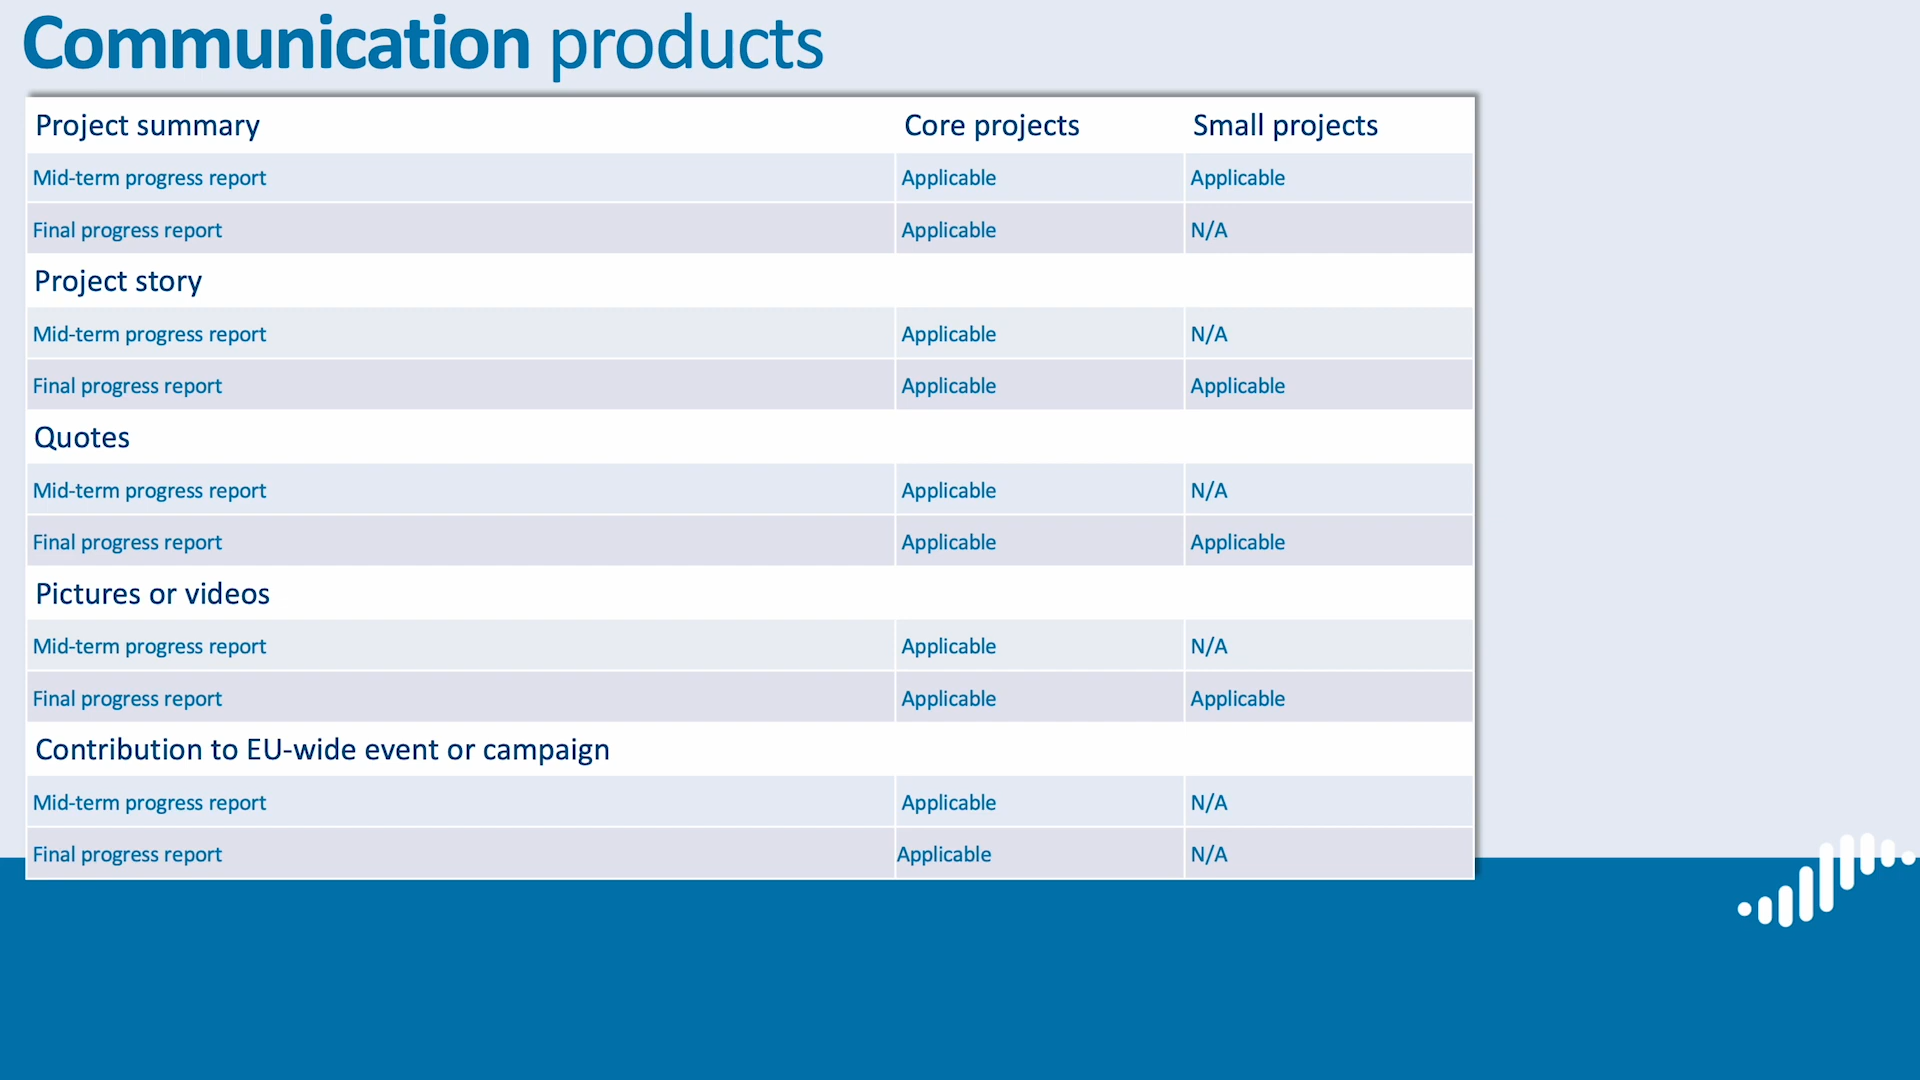 Communication products
Project summary Core projects Small projects
Mid-term progress report Applicable Applicable
Final progress report Applicable N/A
Project story
Mid-term progress report Applicable N/A
Final progress report Applicable Applicable
Quotes
Mid-term progress report Applicable N/A
Final progress report Applicable Applicable
Pictures or videos
Mid-term progress report Applicable N/A
Final progress report Applicable Applicable
Contribution to EU-wide event or campaign
Mid-term progress report Applicable N/A
Final progress report Applicable N/A